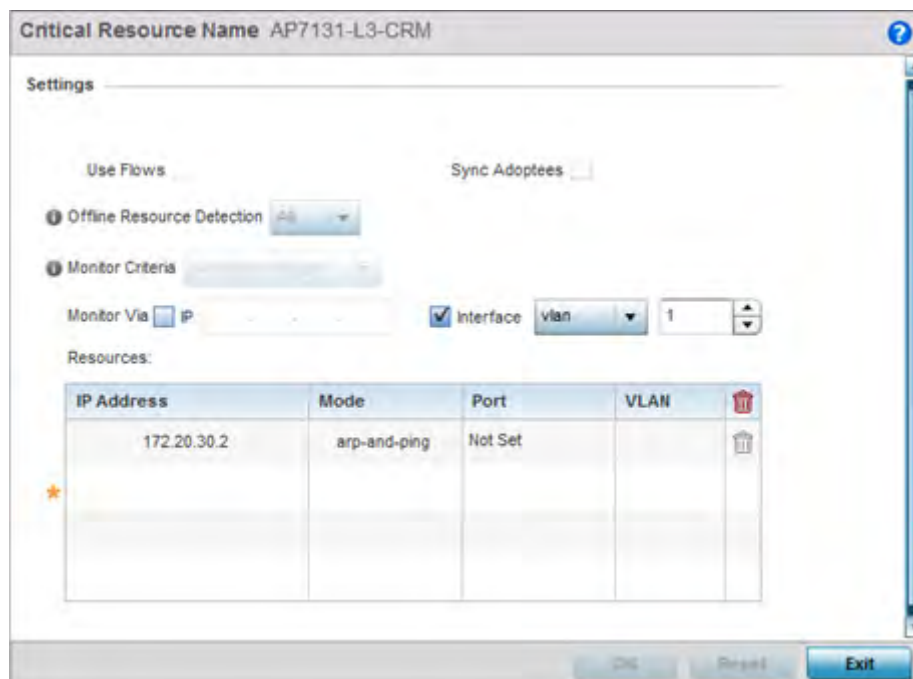 Critical Resource Name AP7131-L3-CRM
Settings
Use Flows Sync Adoptees
Offline Resource Detection All
Monitor Criteria
Monitor Via IP . . . Interface vlan 1
Resources:
IP Address Mode Port VLAN
172.20.30.2 arp-and-ping Not Set
OK Reset Exit